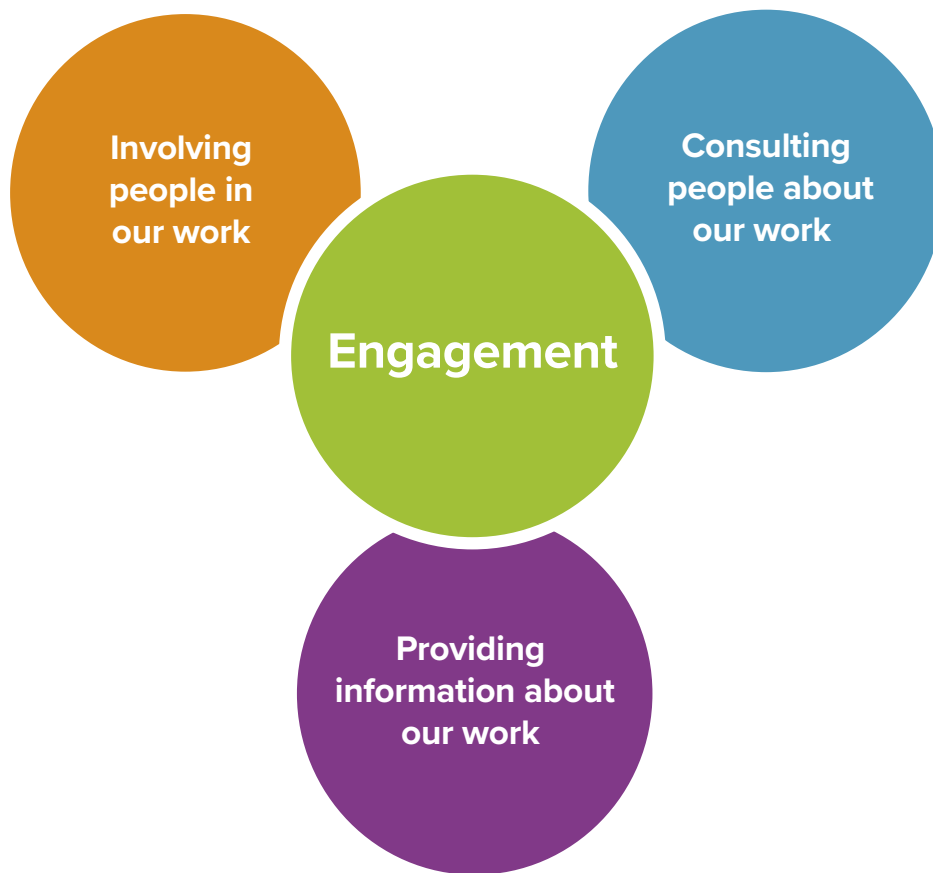 Involving
people in
our work
Consulting
people about
our work
Engagement
Providing
information about
our work